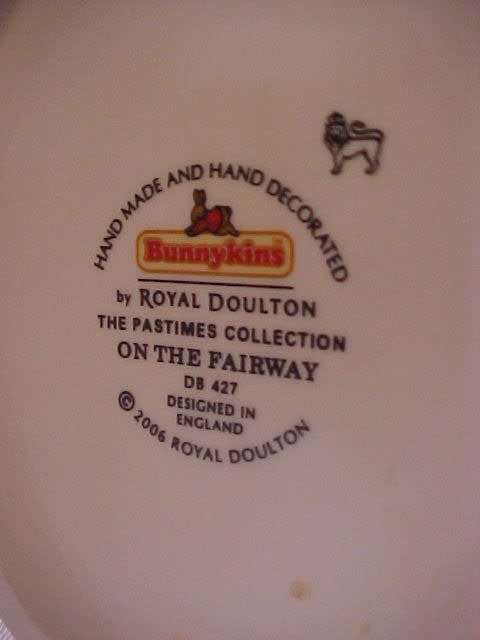 HAND MADE AND HAND DECORATED
Bunnykins
by ROYAL DOULTON
THE PASTIMES COLLECTION
ON THE FAIRWAY
DB 427
DESIGNED IN
ENGLAND
© 2006 ROYAL DOULTON